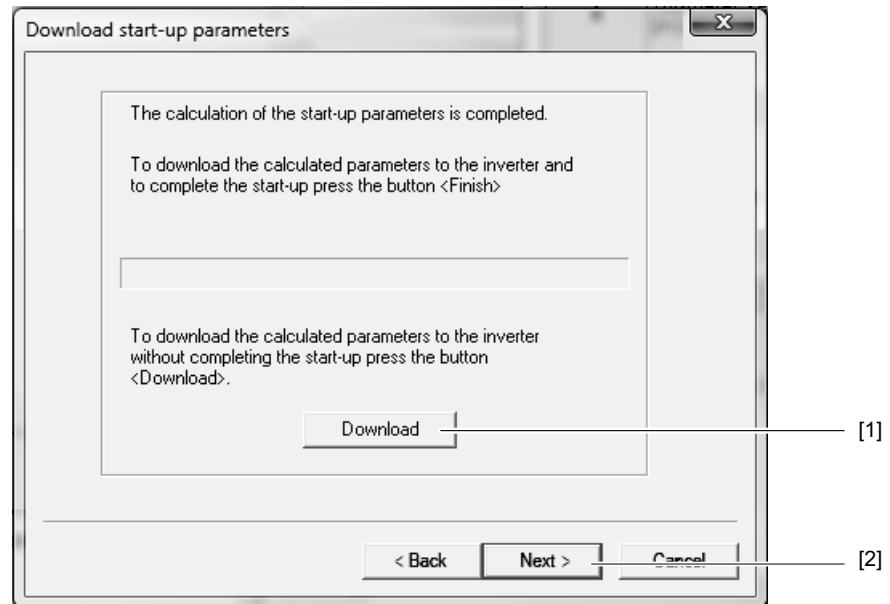 Download start-up parameters
The calculation of the start-up parameters is completed.
To download the calculated parameters to the inverter and
to complete the start-up press the button <Finish>
To download the calculated parameters to the inverter
without completing the start-up press the button
<Download>.
Download
[1]
< Back
Next >
Cancel
[2]